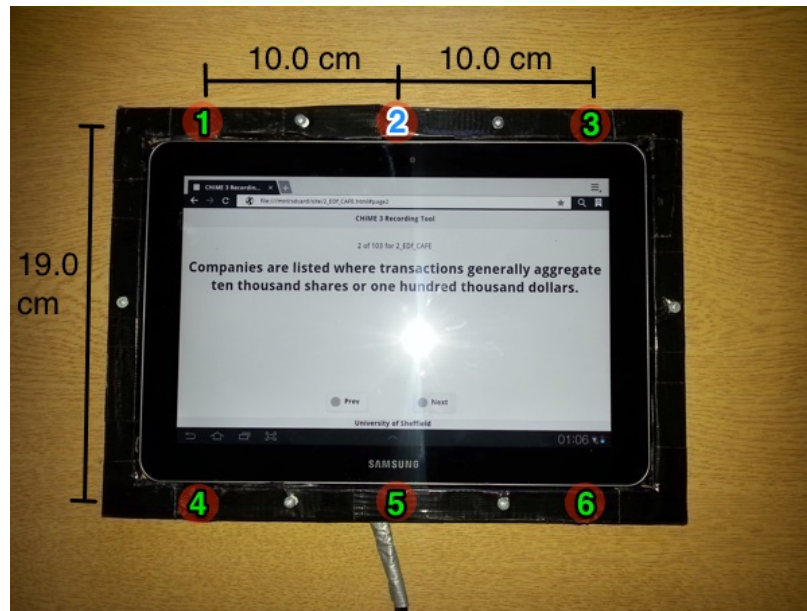 10.0 cm 10.0 cm
1 2 3
CHiME 3 Recordin... × +
file:///mnt/sdcard/site/2_EDF_CAFE.html#page2
CHiME 3 Recording Tool
2 of 103 for 2_EDF_CAFE
19.0
cm
Companies are listed where transactions generally aggregate
ten thousand shares or one hundred thousand dollars.
Prev Next
University of Sheffield
01:06
SAMSUNG
4 5 6